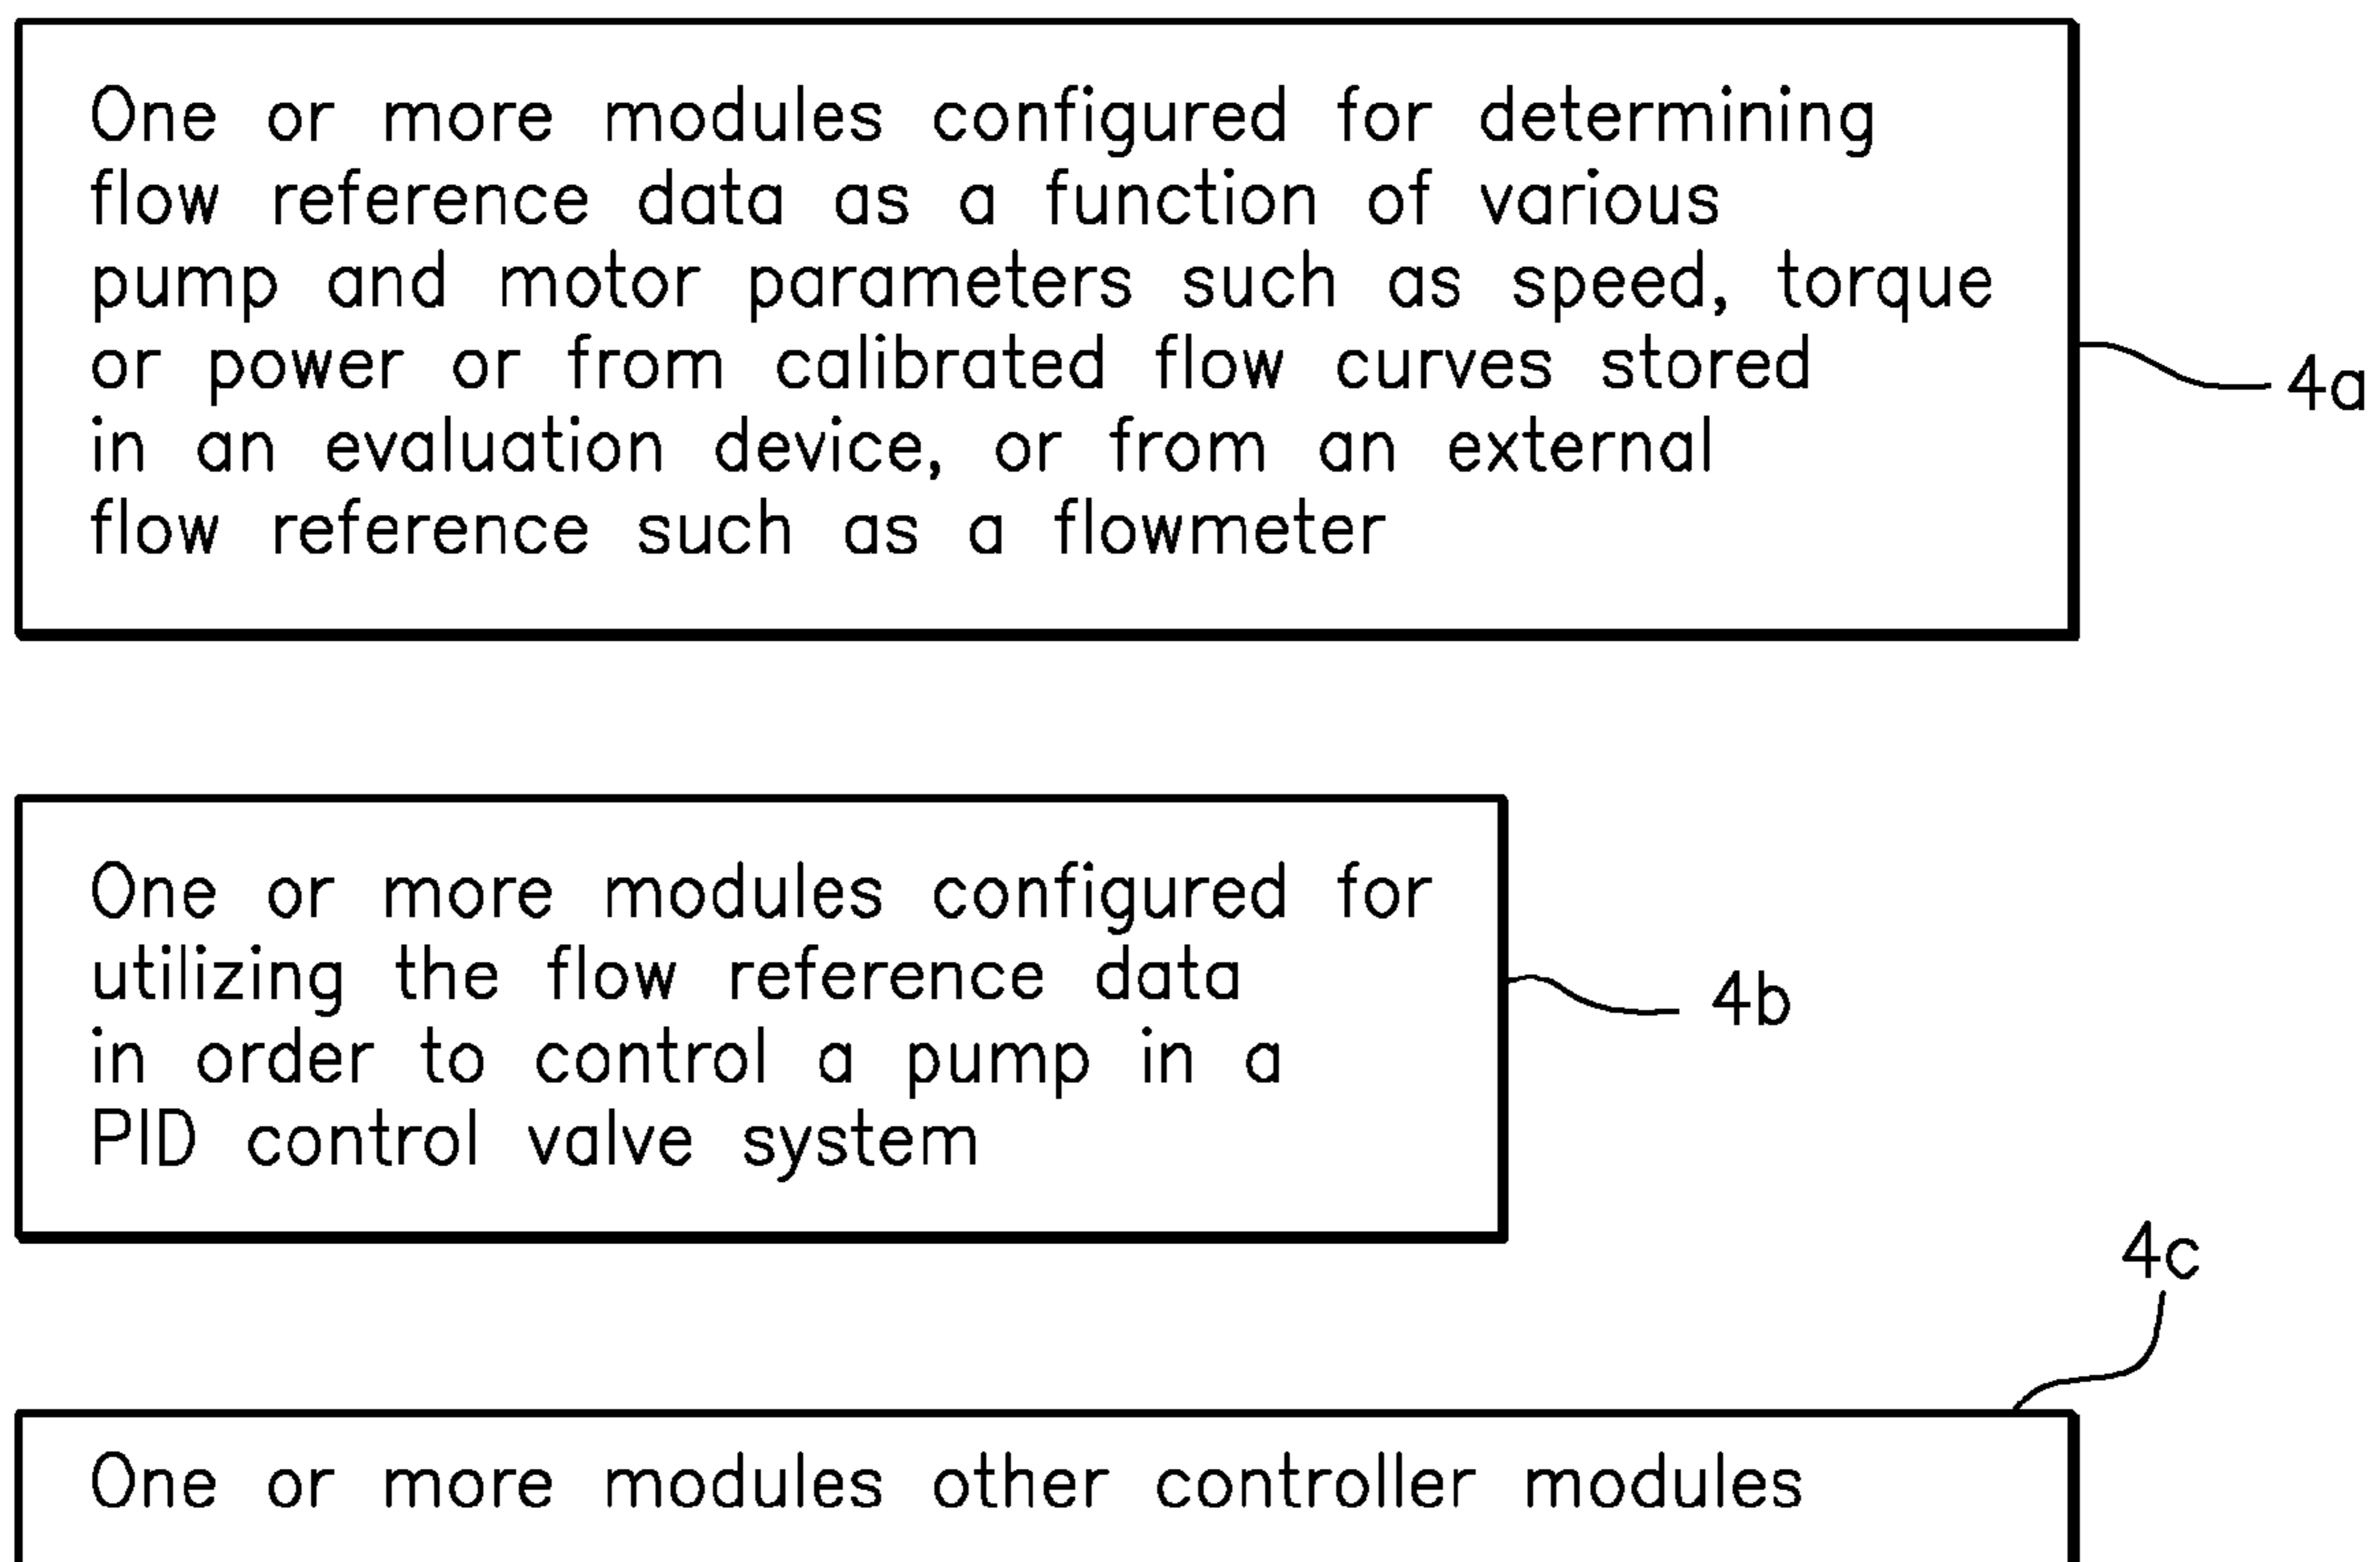 One or more modules configured for determining
flow reference data as a function of various
pump and motor parameters such as speed, torque
or power or from calibrated flow curves stored
in an evaluation device, or from an external
flow reference such as a flowmeter
4a
One or more modules configured for
utilizing the flow reference data
in order to control a pump in a
PID control valve system
4b
4c
One or more modules other controller modules